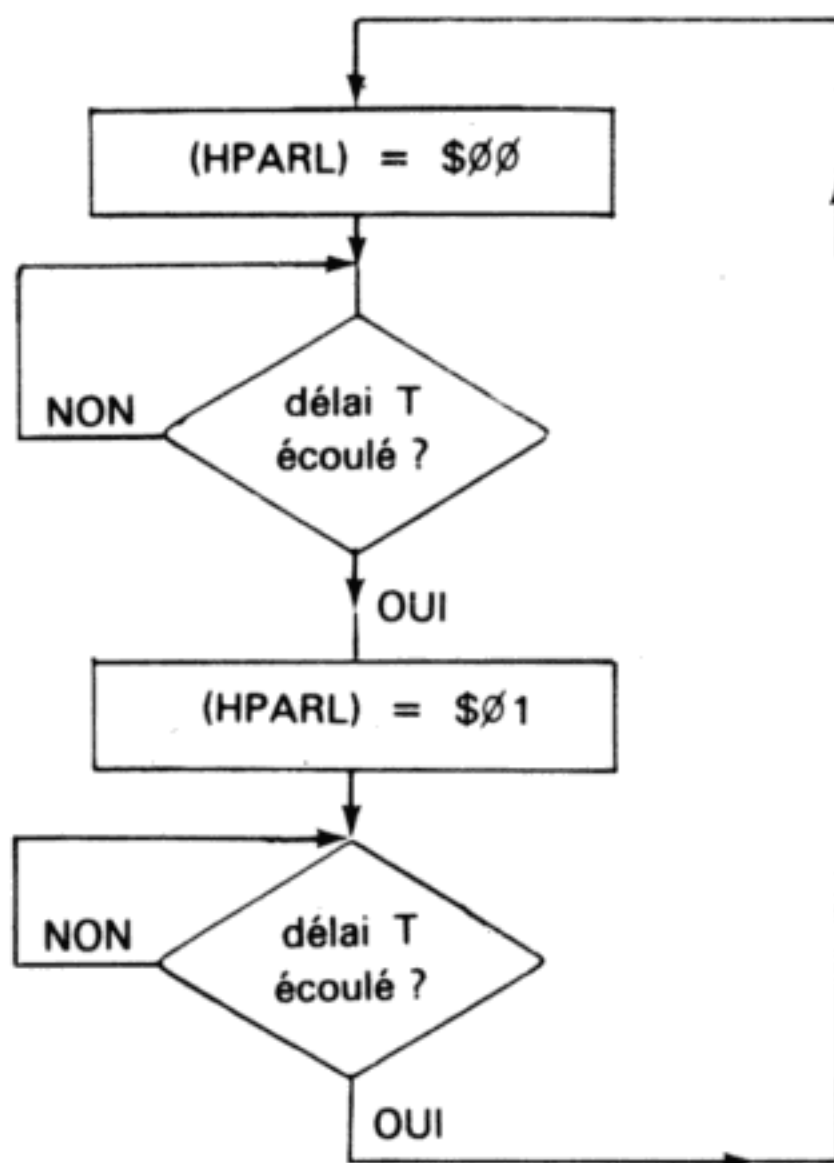 (HPARL) = $ØØ
NON
délai T
écoulé ?
OUI
(HPARL) = $Ø1
NON
délai T
écoulé ?
OUI